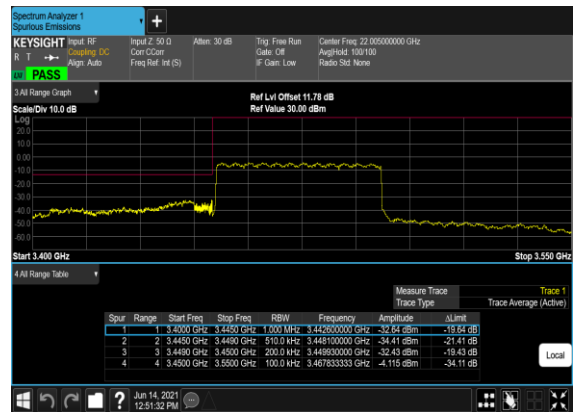 Spectrum Analyzer 1
Spurious Emissions
+
KEYSIGHT Input: RF Input Z: 50 Ω Atten: 30 dB Trig: Free Run Center Freq: 22.005000000 GHz
R T Coupling: DC Corr CCorr Gate: Off Avg|Hold: 100/100
Align: Auto Freq Ref: Int (S) IF Gain: Low Radio Std: None
LW PASS
3 All Range Graph
Ref Lvl Offset 11.78 dB
Scale/Div 10.0 dB Ref Value 30.00 dBm
Log
20.0
10.0
0.00
-10.0
-20.0
-30.0
-40.0
-50.0
-60.0
Start 3.400 GHz Stop 3.550 GHz
4 All Range Table
Measure Trace Trace 1
Trace Type Trace Average (Active)
Spur Range Start Freq Stop Freq RBW Frequency Amplitude ΔLimit
1 1 3.4000 GHz 3.4450 GHz 1.000 MHz 3.442600000 GHz -32.64 dBm -19.64 dB
2 2 3.4450 GHz 3.4490 GHz 510.0 kHz 3.448100000 GHz -34.41 dBm -21.41 dB
3 3 3.4490 GHz 3.4500 GHz 200.0 kHz 3.449930000 GHz -32.43 dBm -19.43 dB
4 4 3.4500 GHz 3.5500 GHz 100.0 kHz 3.467833333 GHz -4.115 dBm -34.11 dB
Local
?
Jun 14, 2021
12:51:32 PM